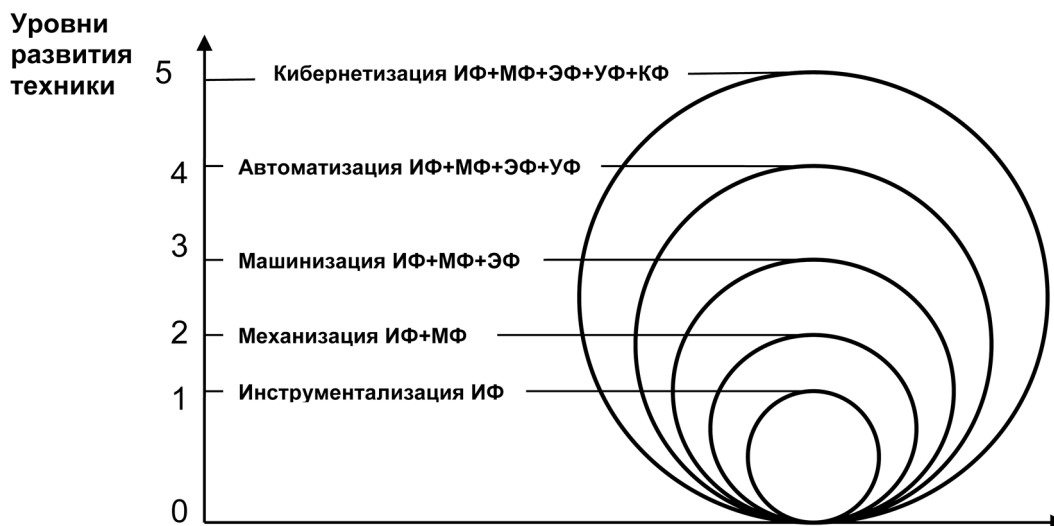 Уровни
развития
техники
5
Кибернетизация ИФ+МФ+ЭФ+УФ+КФ
4
Автоматизация ИФ+МФ+ЭФ+УФ
3
Машинизация ИФ+МФ+ЭФ
2
Механизация ИФ+МФ
1
Инструментализация ИФ
0